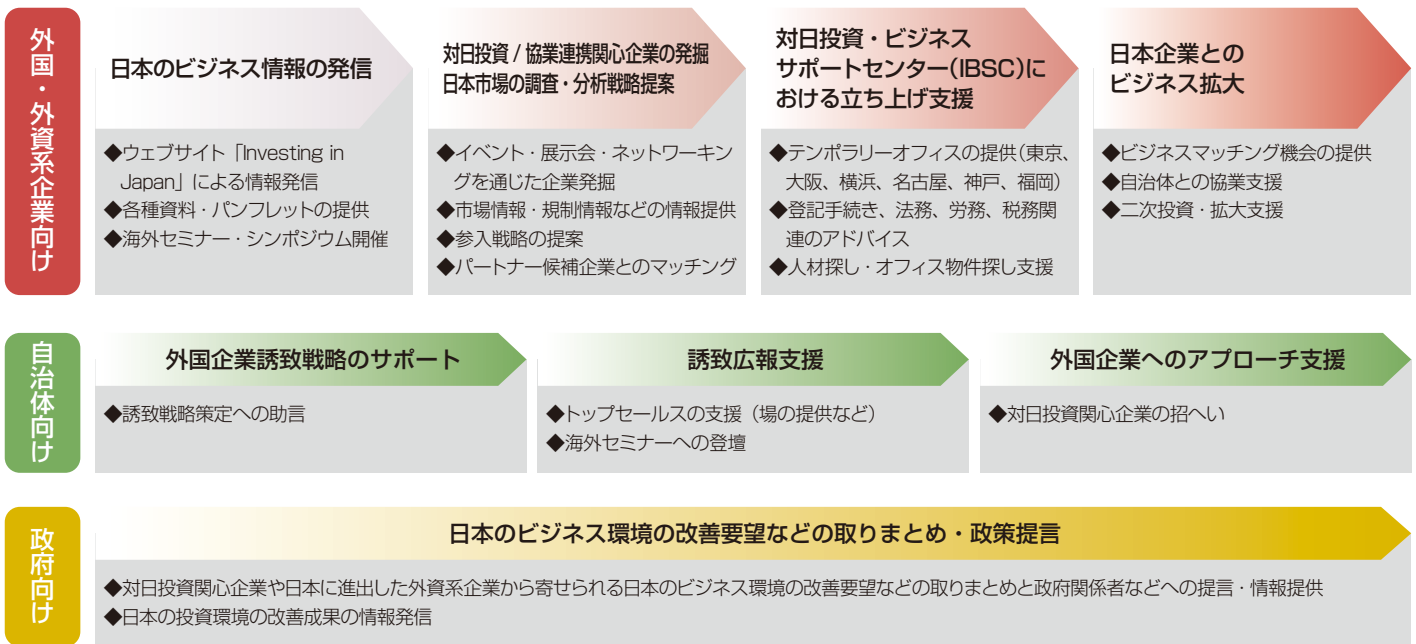 外国・外資系企業向け
日本のビジネス情報の発信
◆ウェブサイト「Investing in
Japan」による情報発信
◆各種資料・パンフレットの提供
◆海外セミナー・シンポジウム開催
対日投資 / 協業連携関心企業の発掘
日本市場の調査・分析戦略提案
◆イベント・展示会・ネットワーキン
グを通じた企業発掘
◆市場情報・規制情報などの情報提供
◆参入戦略の提案
◆パートナー候補企業とのマッチング
対日投資・ビジネス
サポートセンター(IBSC)に
おける立ち上げ支援
◆テンポラリーオフィスの提供(東京、
大阪、横浜、名古屋、神戸、福岡)
◆登記手続き、法務、労務、税務関
連のアドバイス
◆人材探し・オフィス物件探し支援
日本企業との
ビジネス拡大
◆ビジネスマッチング機会の提供
◆自治体との協業支援
◆二次投資・拡大支援
自治体向け
外国企業誘致戦略のサポート
◆誘致戦略策定への助言
誘致広報支援
◆トップセールスの支援（場の提供など）
◆海外セミナーへの登壇
外国企業へのアプローチ支援
◆対日投資関心企業の招へい
政府向け
日本のビジネス環境の改善要望などの取りまとめ・政策提言
◆対日投資関心企業や日本に進出した外資系企業から寄せられる日本のビジネス環境の改善要望などの取りまとめと政府関係者などへの提言・情報提供
◆日本の投資環境の改善成果の情報発信